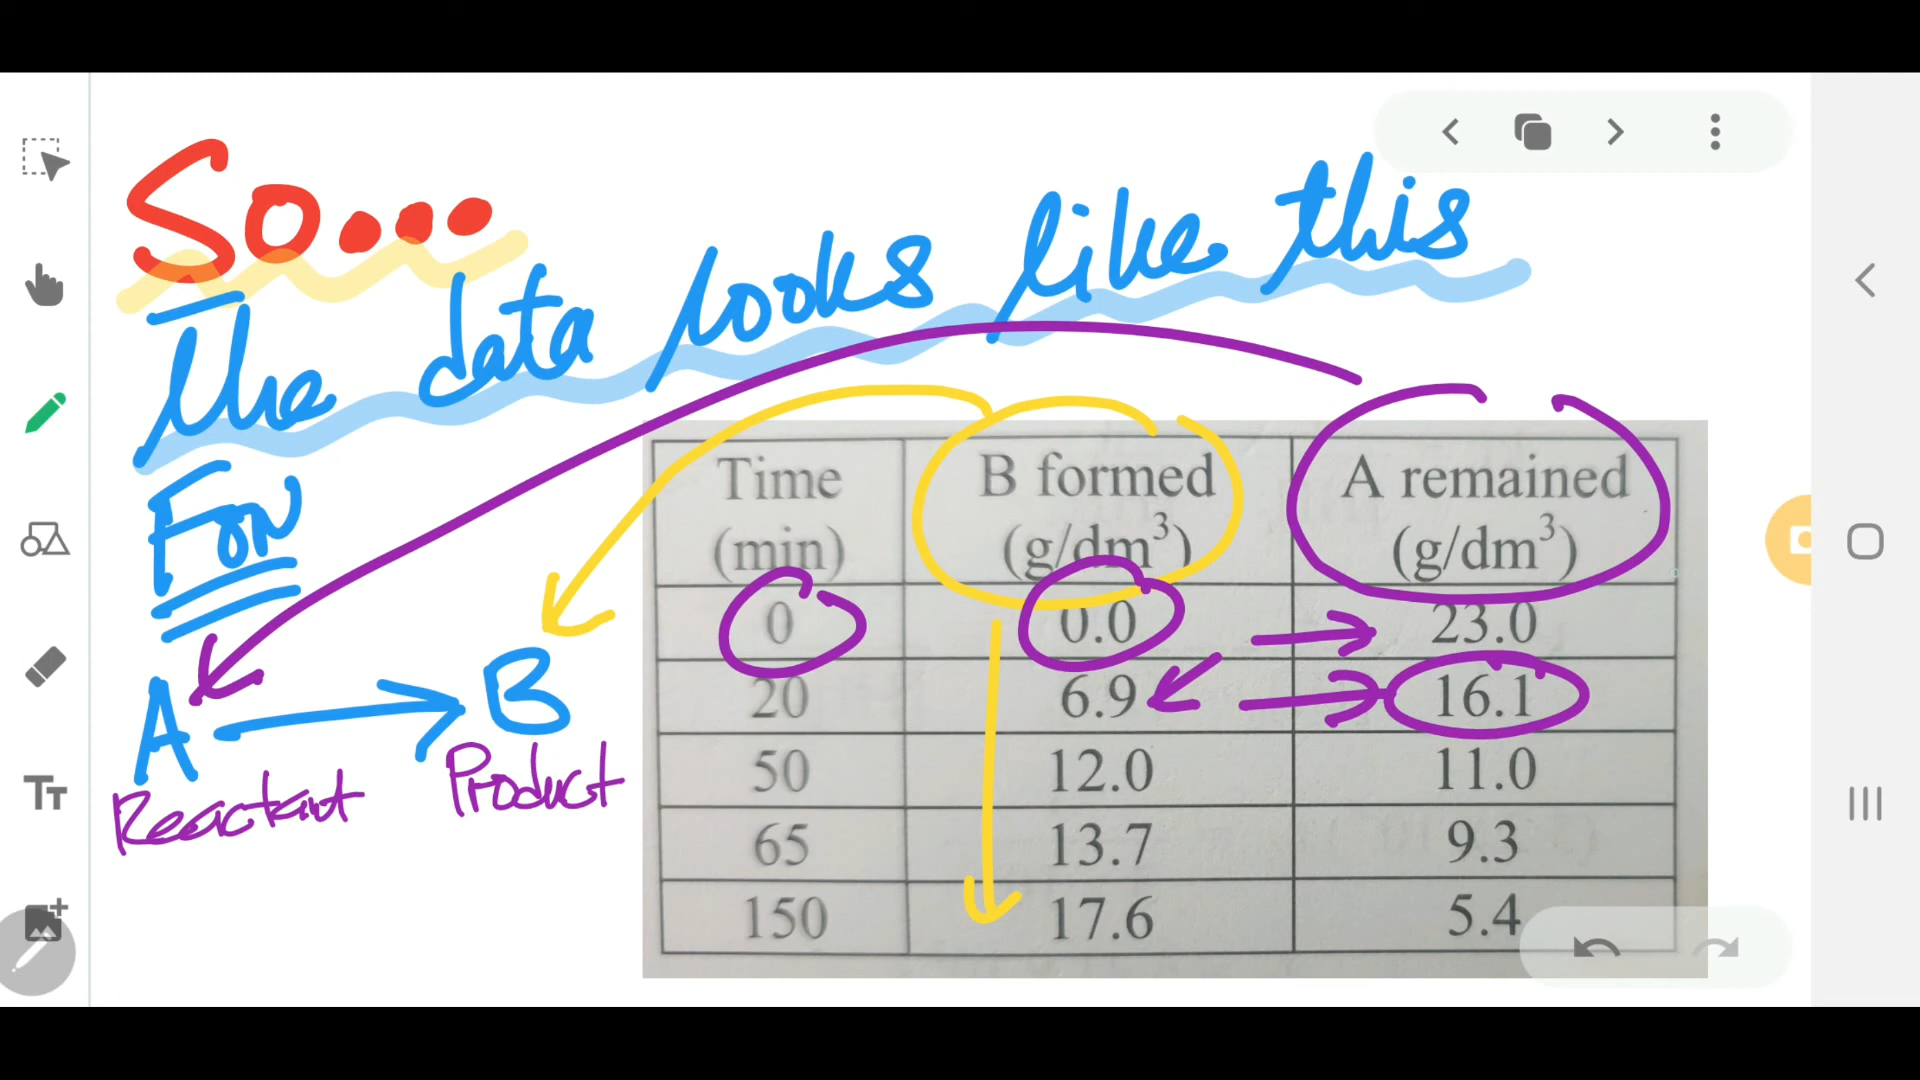 So...
The data looks like this
For
A → B
Reactant Product
Time (min) B formed (g/dm³) A remained (g/dm³)
0 0.0 23.0
20 6.9 16.1
50 12.0 11.0
65 13.7 9.3
150 17.6 5.4
TT